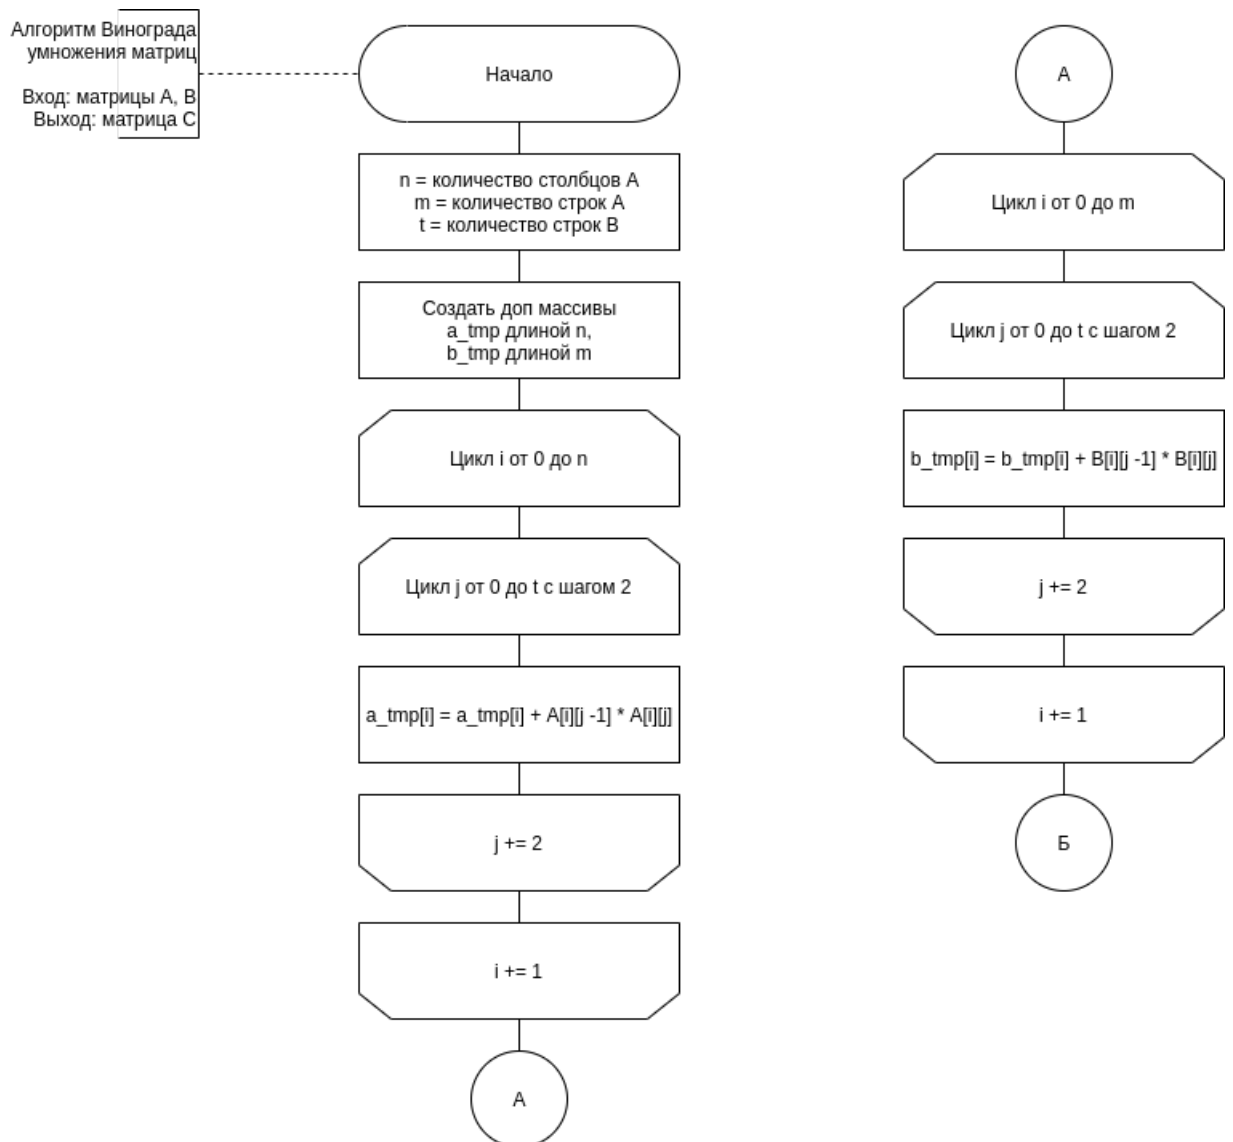 Алгоритм Винограда
умножения матриц
Вход: матрицы A, B
Выход: матрица C
Начало
n = количество столбцов A
m = количество строк A
t = количество строк B
Создать доп массивы
a_tmp длиной n,
b_tmp длиной m
Цикл i от 0 до n
Цикл j от 0 до t с шагом 2
a_tmp[i] = a_tmp[i] + A[i][j -1] * A[i][j]
j += 2
i += 1
А
А
Цикл i от 0 до m
Цикл j от 0 до t с шагом 2
b_tmp[i] = b_tmp[i] + B[i][j -1] * B[i][j]
j += 2
i += 1
Б